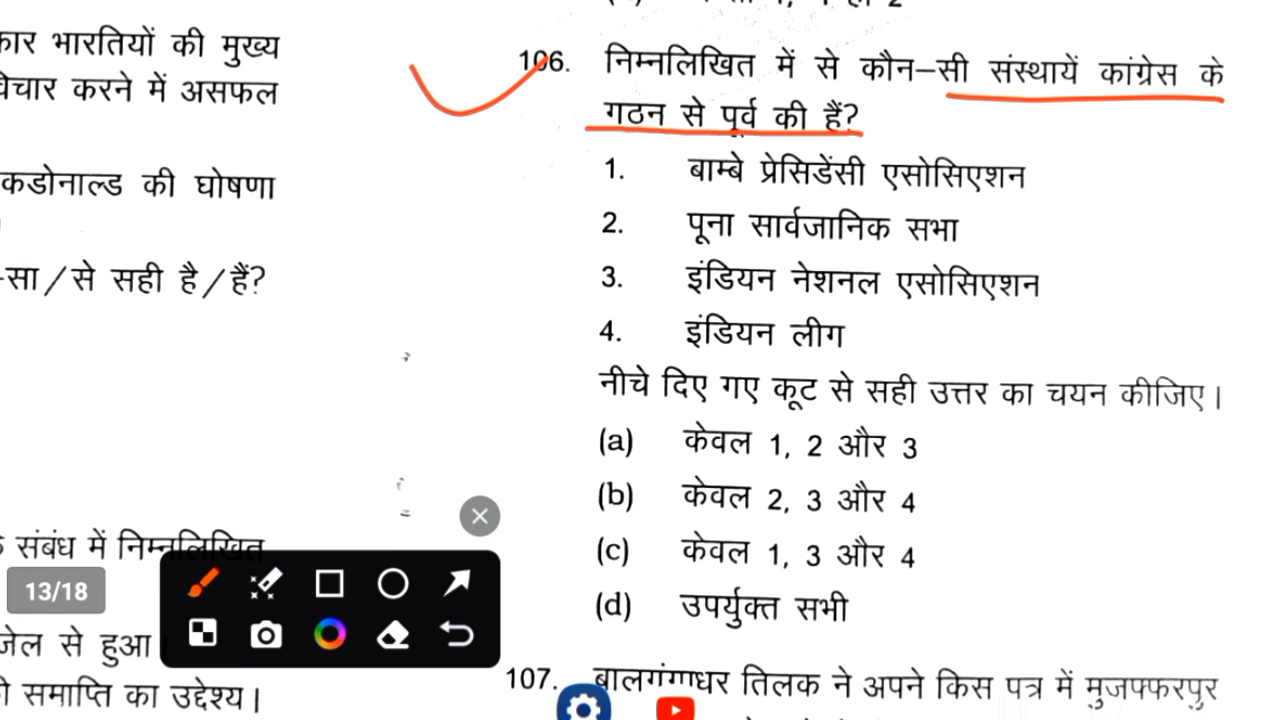 कार भारतियों की मुख्य
विचार करने में असफल
कडोनाल्ड की घोषणा
-सा/से सही है/हैं?
संबंध में निम्नलिखित
13/18
जेल से हुआ
की समाप्ति का उद्देश्य।
106. निम्नलिखित में से कौन-सी संस्थायें कांग्रेस के
गठन से पूर्व की हैं?
1. बाम्बे प्रेसिडेंसी एसोसिएशन
2. पूना सार्वजानिक सभा
3. इंडियन नेशनल एसोसिएशन
4. इंडियन लीग
नीचे दिए गए कूट से सही उत्तर का चयन कीजिए।
(a) केवल 1, 2 और 3
(b) केवल 2, 3 और 4
(c) केवल 1, 3 और 4
(d) उपर्युक्त सभी
107. बालगंगाधर तिलक ने अपने किस पत्र में मुजफ्फरपुर